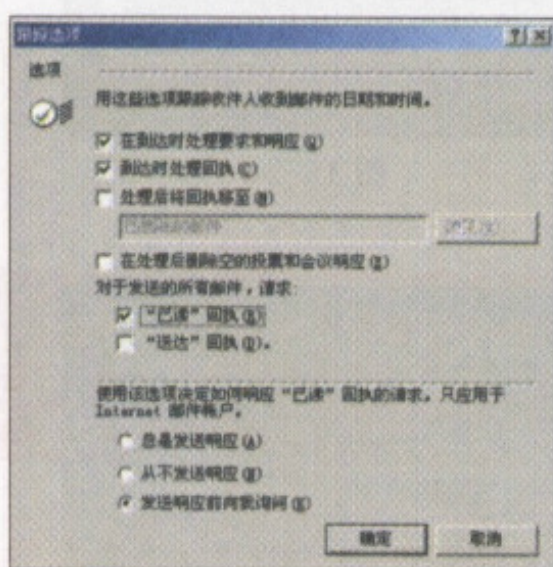 跟踪选项
选项
用这些选项跟踪收件人收到邮件的日期和时间。
在到达时处理要求和响应(Q)
到达时处理回执(C)
处理后将回执移至(M)
已删除的邮件
在处理后删除空的投票和会议响应
对于发送的所有邮件，请求:
“已读”回执(R)
“送达”回执(D)。
使用该选项决定如何响应“已读”回执的请求。只应用于
Internet 邮件帐户。
总是发送响应(A)
从不发送响应(N)
发送响应前向我询问
确定
取消